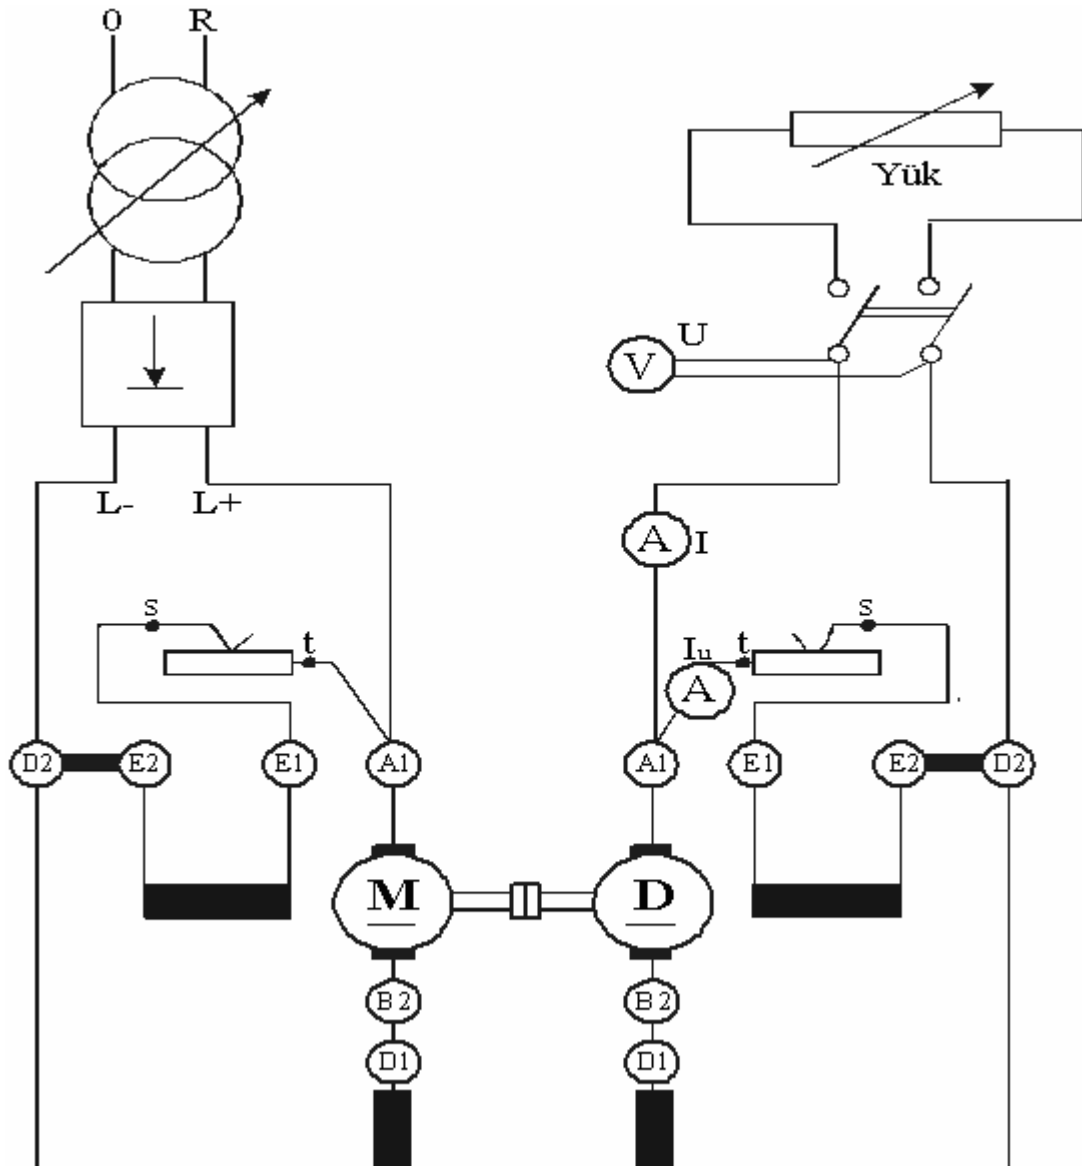 0 R
Yük
U
V
L- L+
A I
s s
t Iu t
A
D2 E2 E1 A1 A1 E1 E2 D2
M D
B2 B2
D1 D1